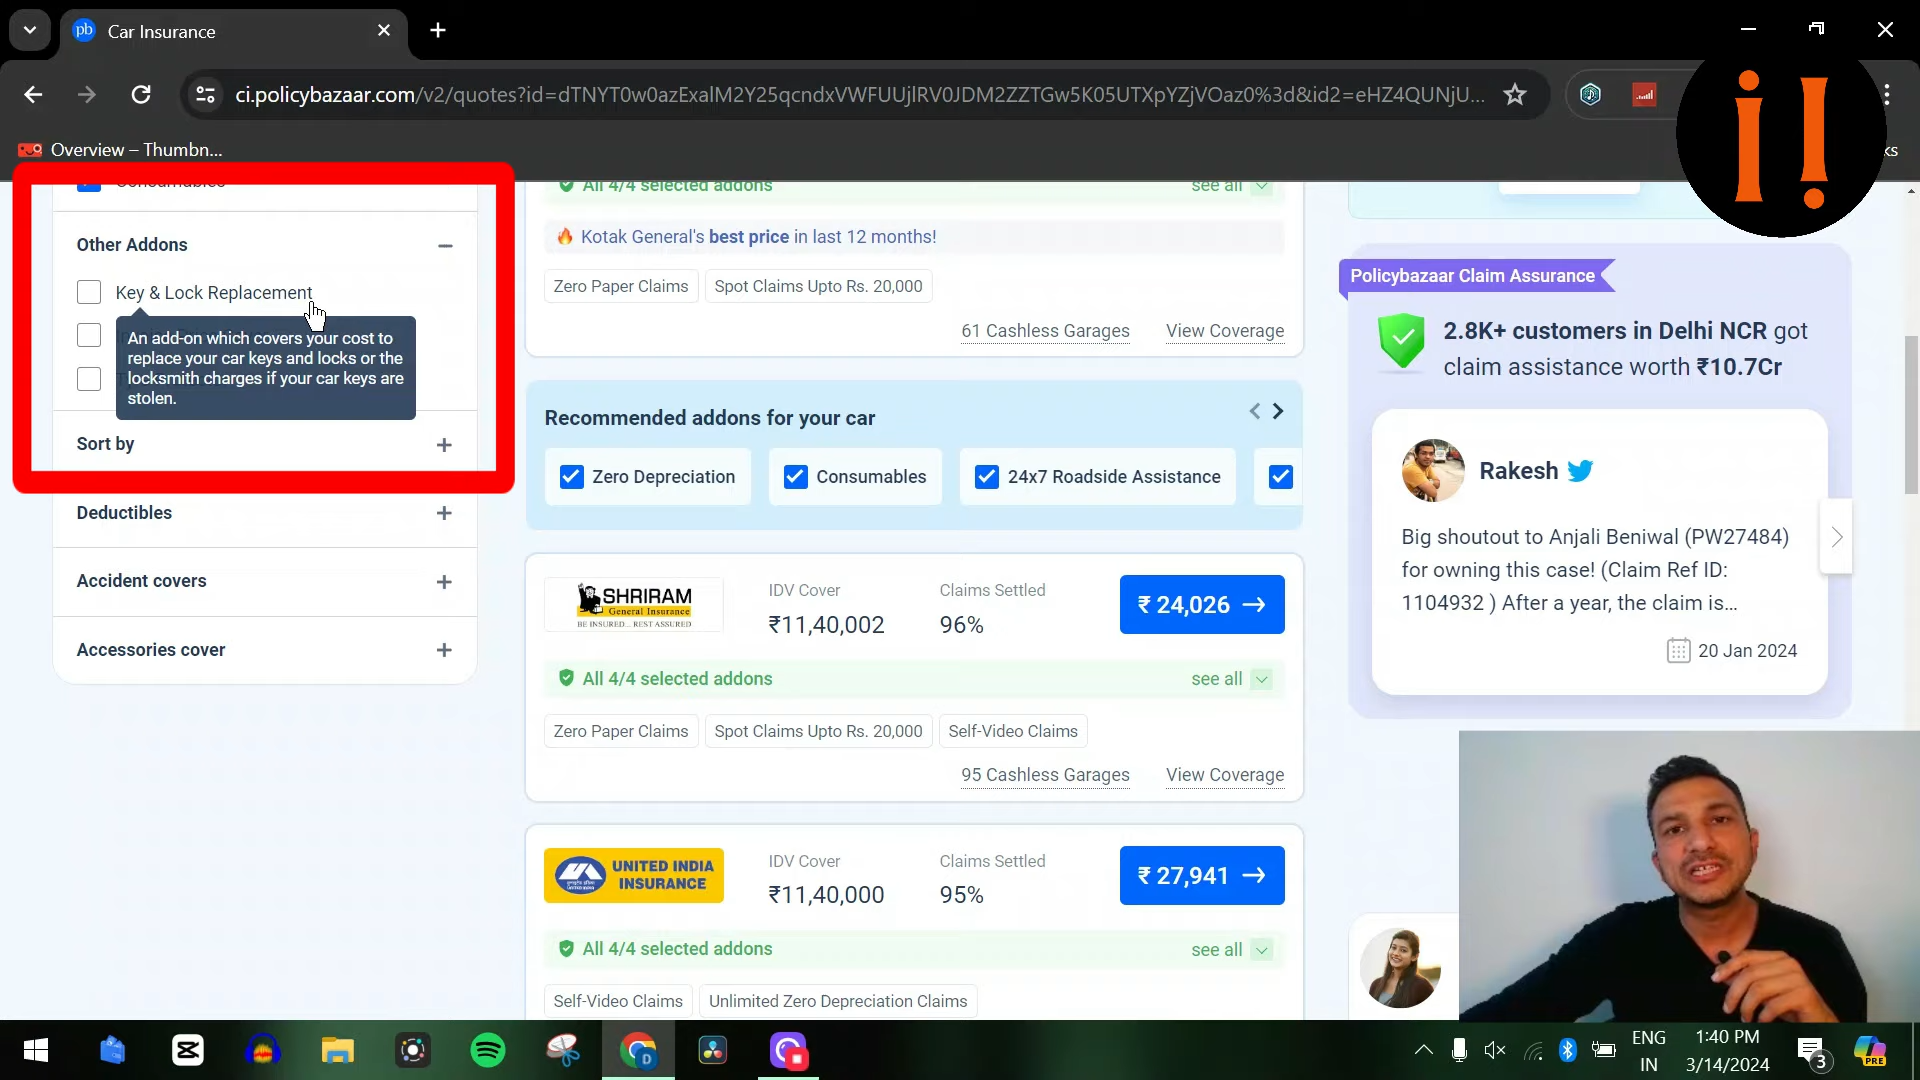 pb
Car Insurance
ci.policybazaar.com/v2/quotes?id=dTNYT0w0azExalM2Y25qcndxVWFUUjlRV0JDM2ZZTGw5K05UTXpYZjVOaz0%3d&id2=eHZ4QUNjU...
Overview – Thumbn...
ks
Consumables
Other Addons
Key & Lock Replacement
An add-on which covers your cost to
replace your car keys and locks or the
locksmith charges if your car keys are
stolen.
Sort by
Deductibles
Accident covers
Accessories cover
All 4/4 selected addons
see all
Kotak General's best price in last 12 months!
Zero Paper Claims
Spot Claims Upto Rs. 20,000
61 Cashless Garages
View Coverage
Recommended addons for your car
Zero Depreciation
Consumables
24x7 Roadside Assistance
SHRIRAM
General Insurance
BE INSURED... REST ASSURED
IDV Cover
₹11,40,002
Claims Settled
96%
₹ 24,026
All 4/4 selected addons
see all
Zero Paper Claims
Spot Claims Upto Rs. 20,000
Self-Video Claims
95 Cashless Garages
View Coverage
UNITED INDIA
INSURANCE
IDV Cover
₹11,40,000
Claims Settled
95%
₹ 27,941
All 4/4 selected addons
see all
Self-Video Claims
Unlimited Zero Depreciation Claims
Policybazaar Claim Assurance
2.8K+ customers in Delhi NCR got
claim assistance worth ₹10.7Cr
Rakesh
Big shoutout to Anjali Beniwal (PW27484)
for owning this case! (Claim Ref ID:
1104932 ) After a year, the claim is...
20 Jan 2024
D
ENG
IN
1:40 PM
3/14/2024
3
PRE